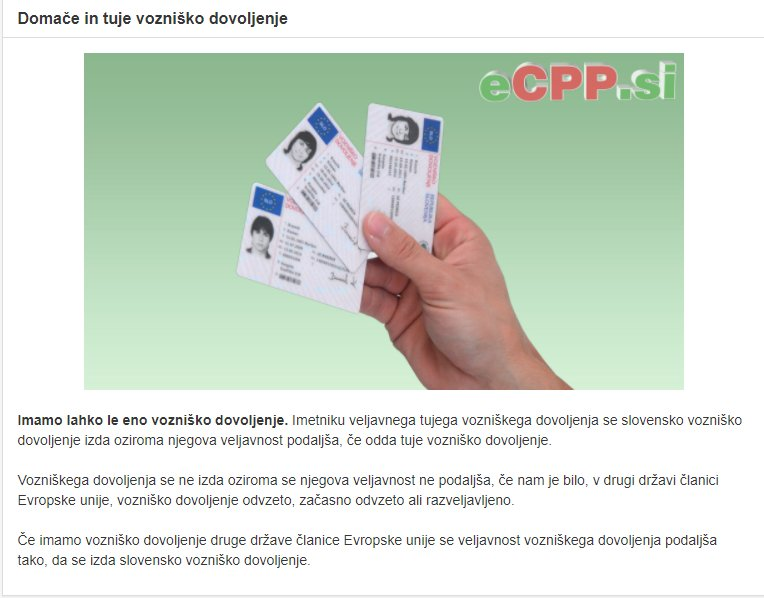 Domače in tuje vozniško dovoljenje
eCPP.si
Imamo lahko le eno vozniško dovoljenje. Imetniku veljavnega tujega vozniškega dovoljenja se slovensko vozniško
dovoljenje izda oziroma njegova veljavnost podaljša, če odda tuje vozniško dovoljenje.
Vozniškega dovoljenja se ne izda oziroma se njegova veljavnost ne podaljša, če nam je bilo, v drugi državi članici
Evropske unije, vozniško dovoljenje odvzeto, začasno odvzeto ali razveljavljeno.
Če imamo vozniško dovoljenje druge države članice Evropske unije se veljavnost vozniškega dovoljenja podaljša
tako, da se izda slovensko vozniško dovoljenje.